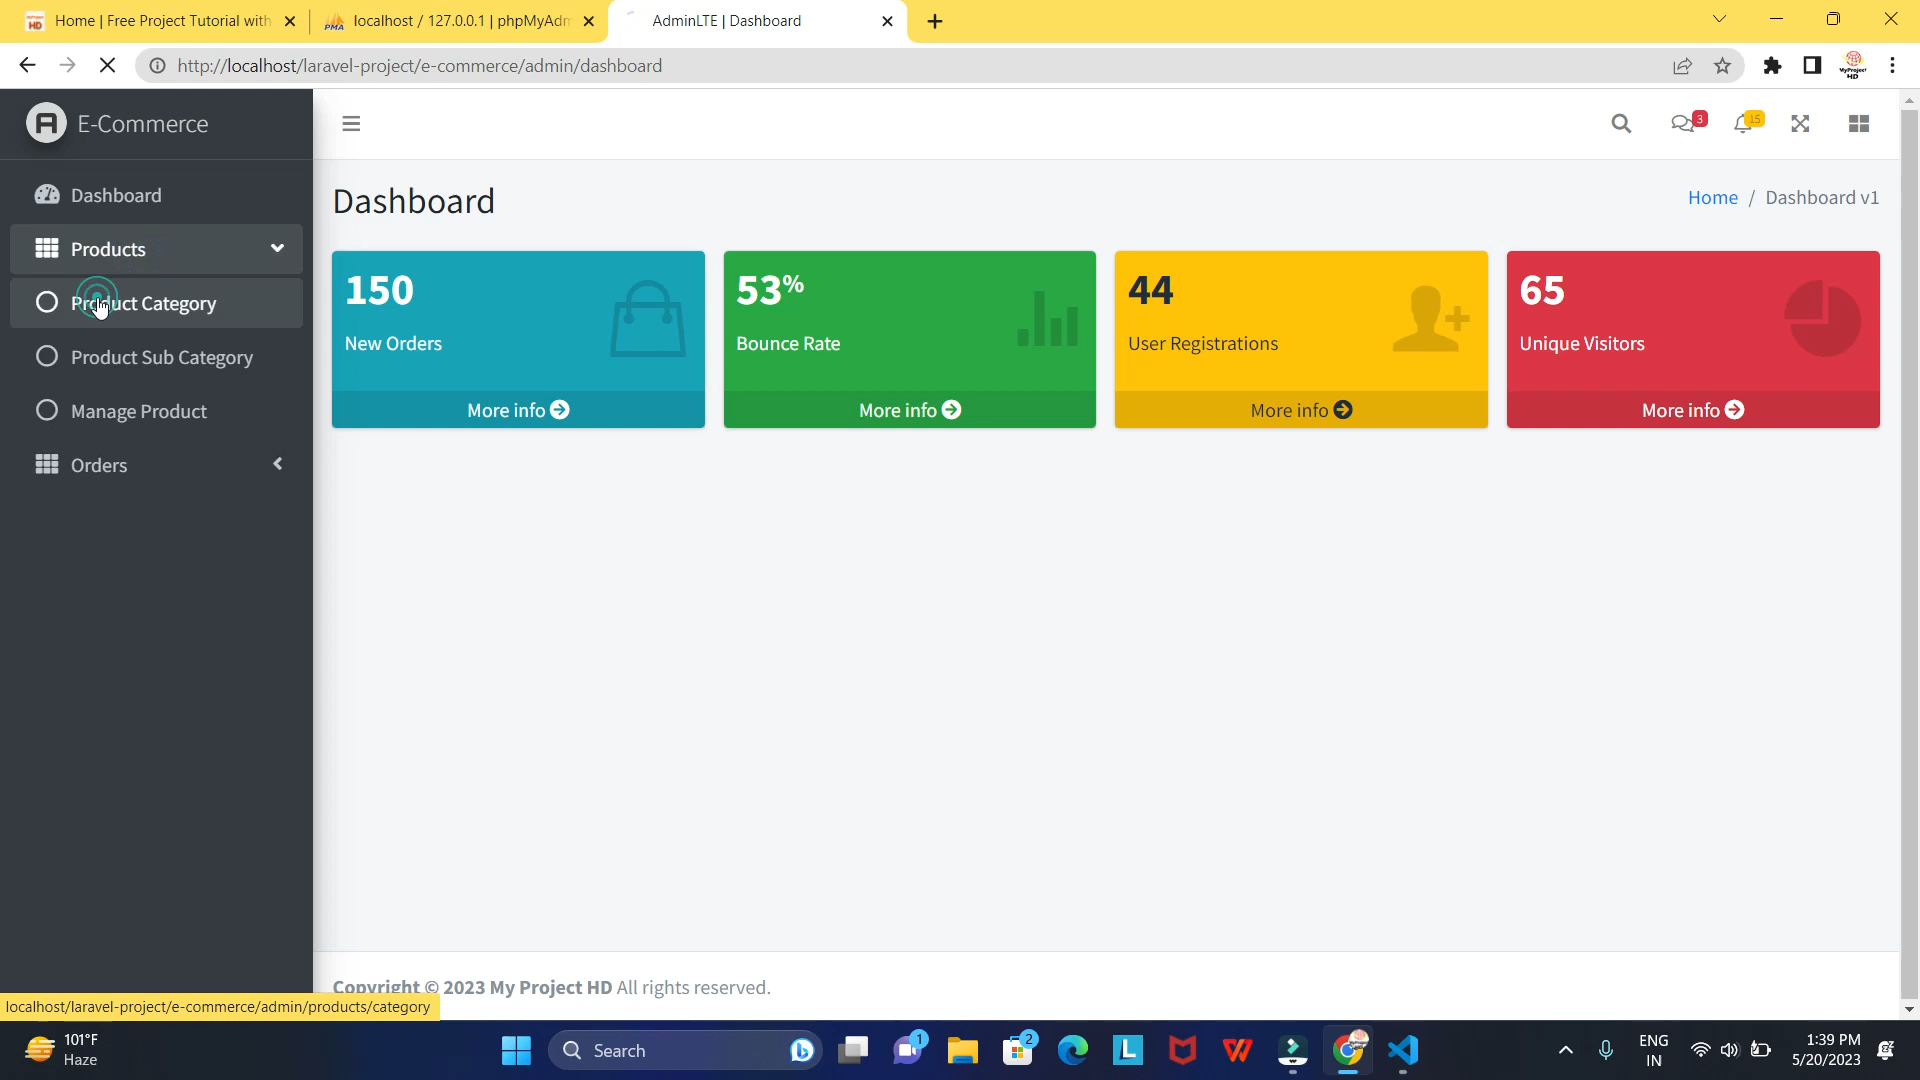 Home | Free Project Tutorial with
localhost / 127.0.0.1 | phpMyAdm
AdminLTE | Dashboard
http://localhost/laravel-project/e-commerce/admin/dashboard
E-Commerce
3
15
Dashboard
Products
Product Category
Product Sub Category
Manage Product
Orders
Dashboard
Home / Dashboard v1
150
New Orders
More info
53%
Bounce Rate
More info
44
User Registrations
More info
65
Unique Visitors
More info
Copyright © 2023 My Project HD All rights reserved.
localhost/laravel-project/e-commerce/admin/products/category
101°F
Haze
Search
1
2
ENG
IN
1:39 PM
5/20/2023